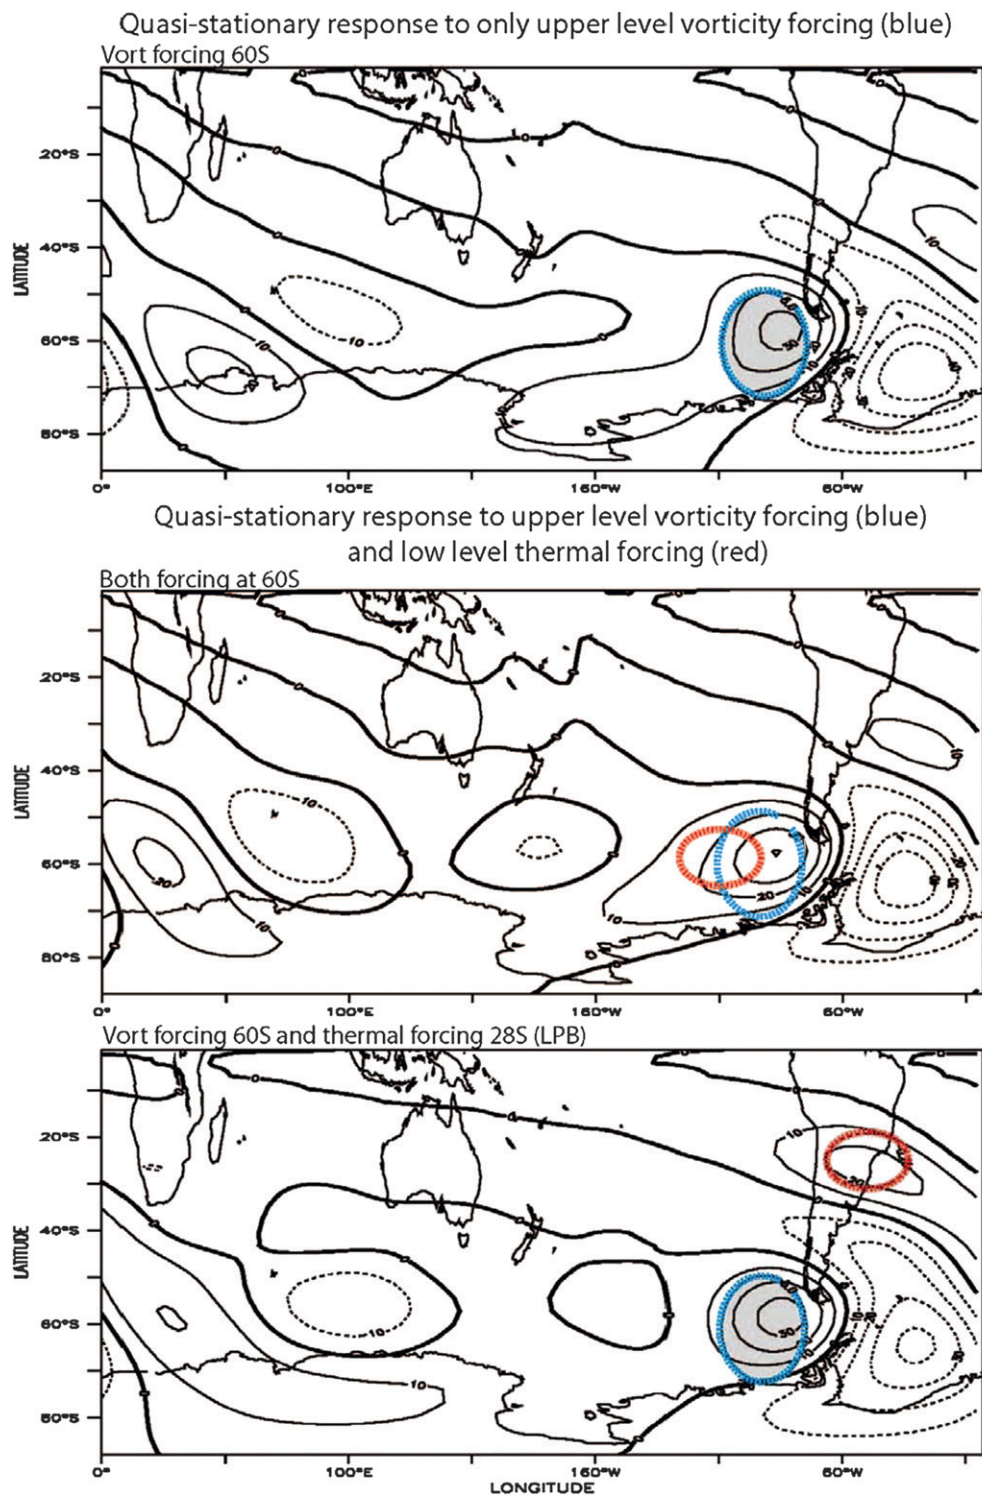 Quasi-stationary response to only upper level vorticity forcing (blue)
Vort forcing 60S
20°S
40°S
60°S
80°S
LATITUDE
0°
100°E
160°W
60°W
Quasi-stationary response to upper level vorticity forcing (blue)
and low level thermal forcing (red)
Both forcing at 60S
20°S
40°S
60°S
80°S
LATITUDE
0°
100°E
160°W
60°W
Vort forcing 60S and thermal forcing 28S (LPB)
20°S
40°S
60°S
80°S
LATITUDE
0°
100°E
160°W
60°W
LONGITUDE